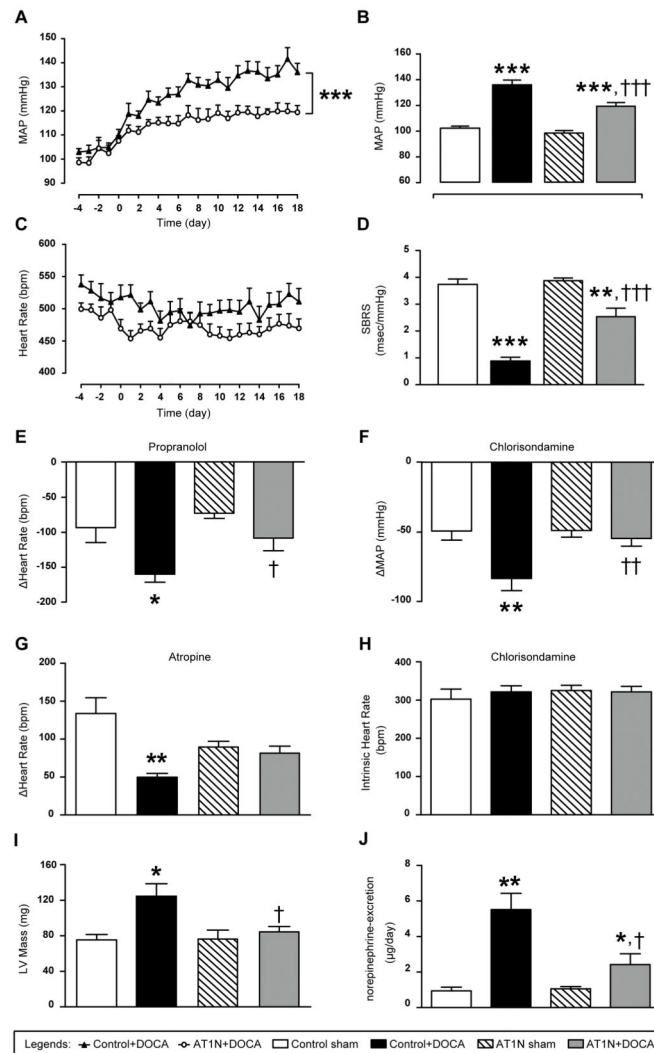 A
MAP (mmHg)
150
140
130
120
110
100
90
***
-4 -2 0 2 4 6 8 10 12 14 16 18
Time (day)
B
MAP (mmHg)
160
140
120
100
80
60
***
***, †††
C
Heart Rate (bpm)
600
550
500
450
400
-4 -2 0 2 4 6 8 10 12 14 16 18
Time (day)
D
SBRS
(msec/mmHg)
5
4
3
2
1
0
***
**, †††
E
Propranolol
ΔHeart Rate (bpm)
0
-50
-100
-150
-200
*
†
F
Chlorisondamine
ΔMAP (mmHg)
0
-50
-100
**
††
G
Atropine
ΔHeart Rate (bpm)
200
150
100
50
0
**
H
Chlorisondamine
Intrinsic Heart Rate
(bpm)
400
300
200
100
0
I
LV Mass (mg)
160
120
80
40
0
*
†
J
norepinephrine-excretion
(µg/day)
8
6
4
2
0
**
*, †
Legends: Control+DOCA AT1N+DOCA Control sham Control+DOCA AT1N sham AT1N+DOCA